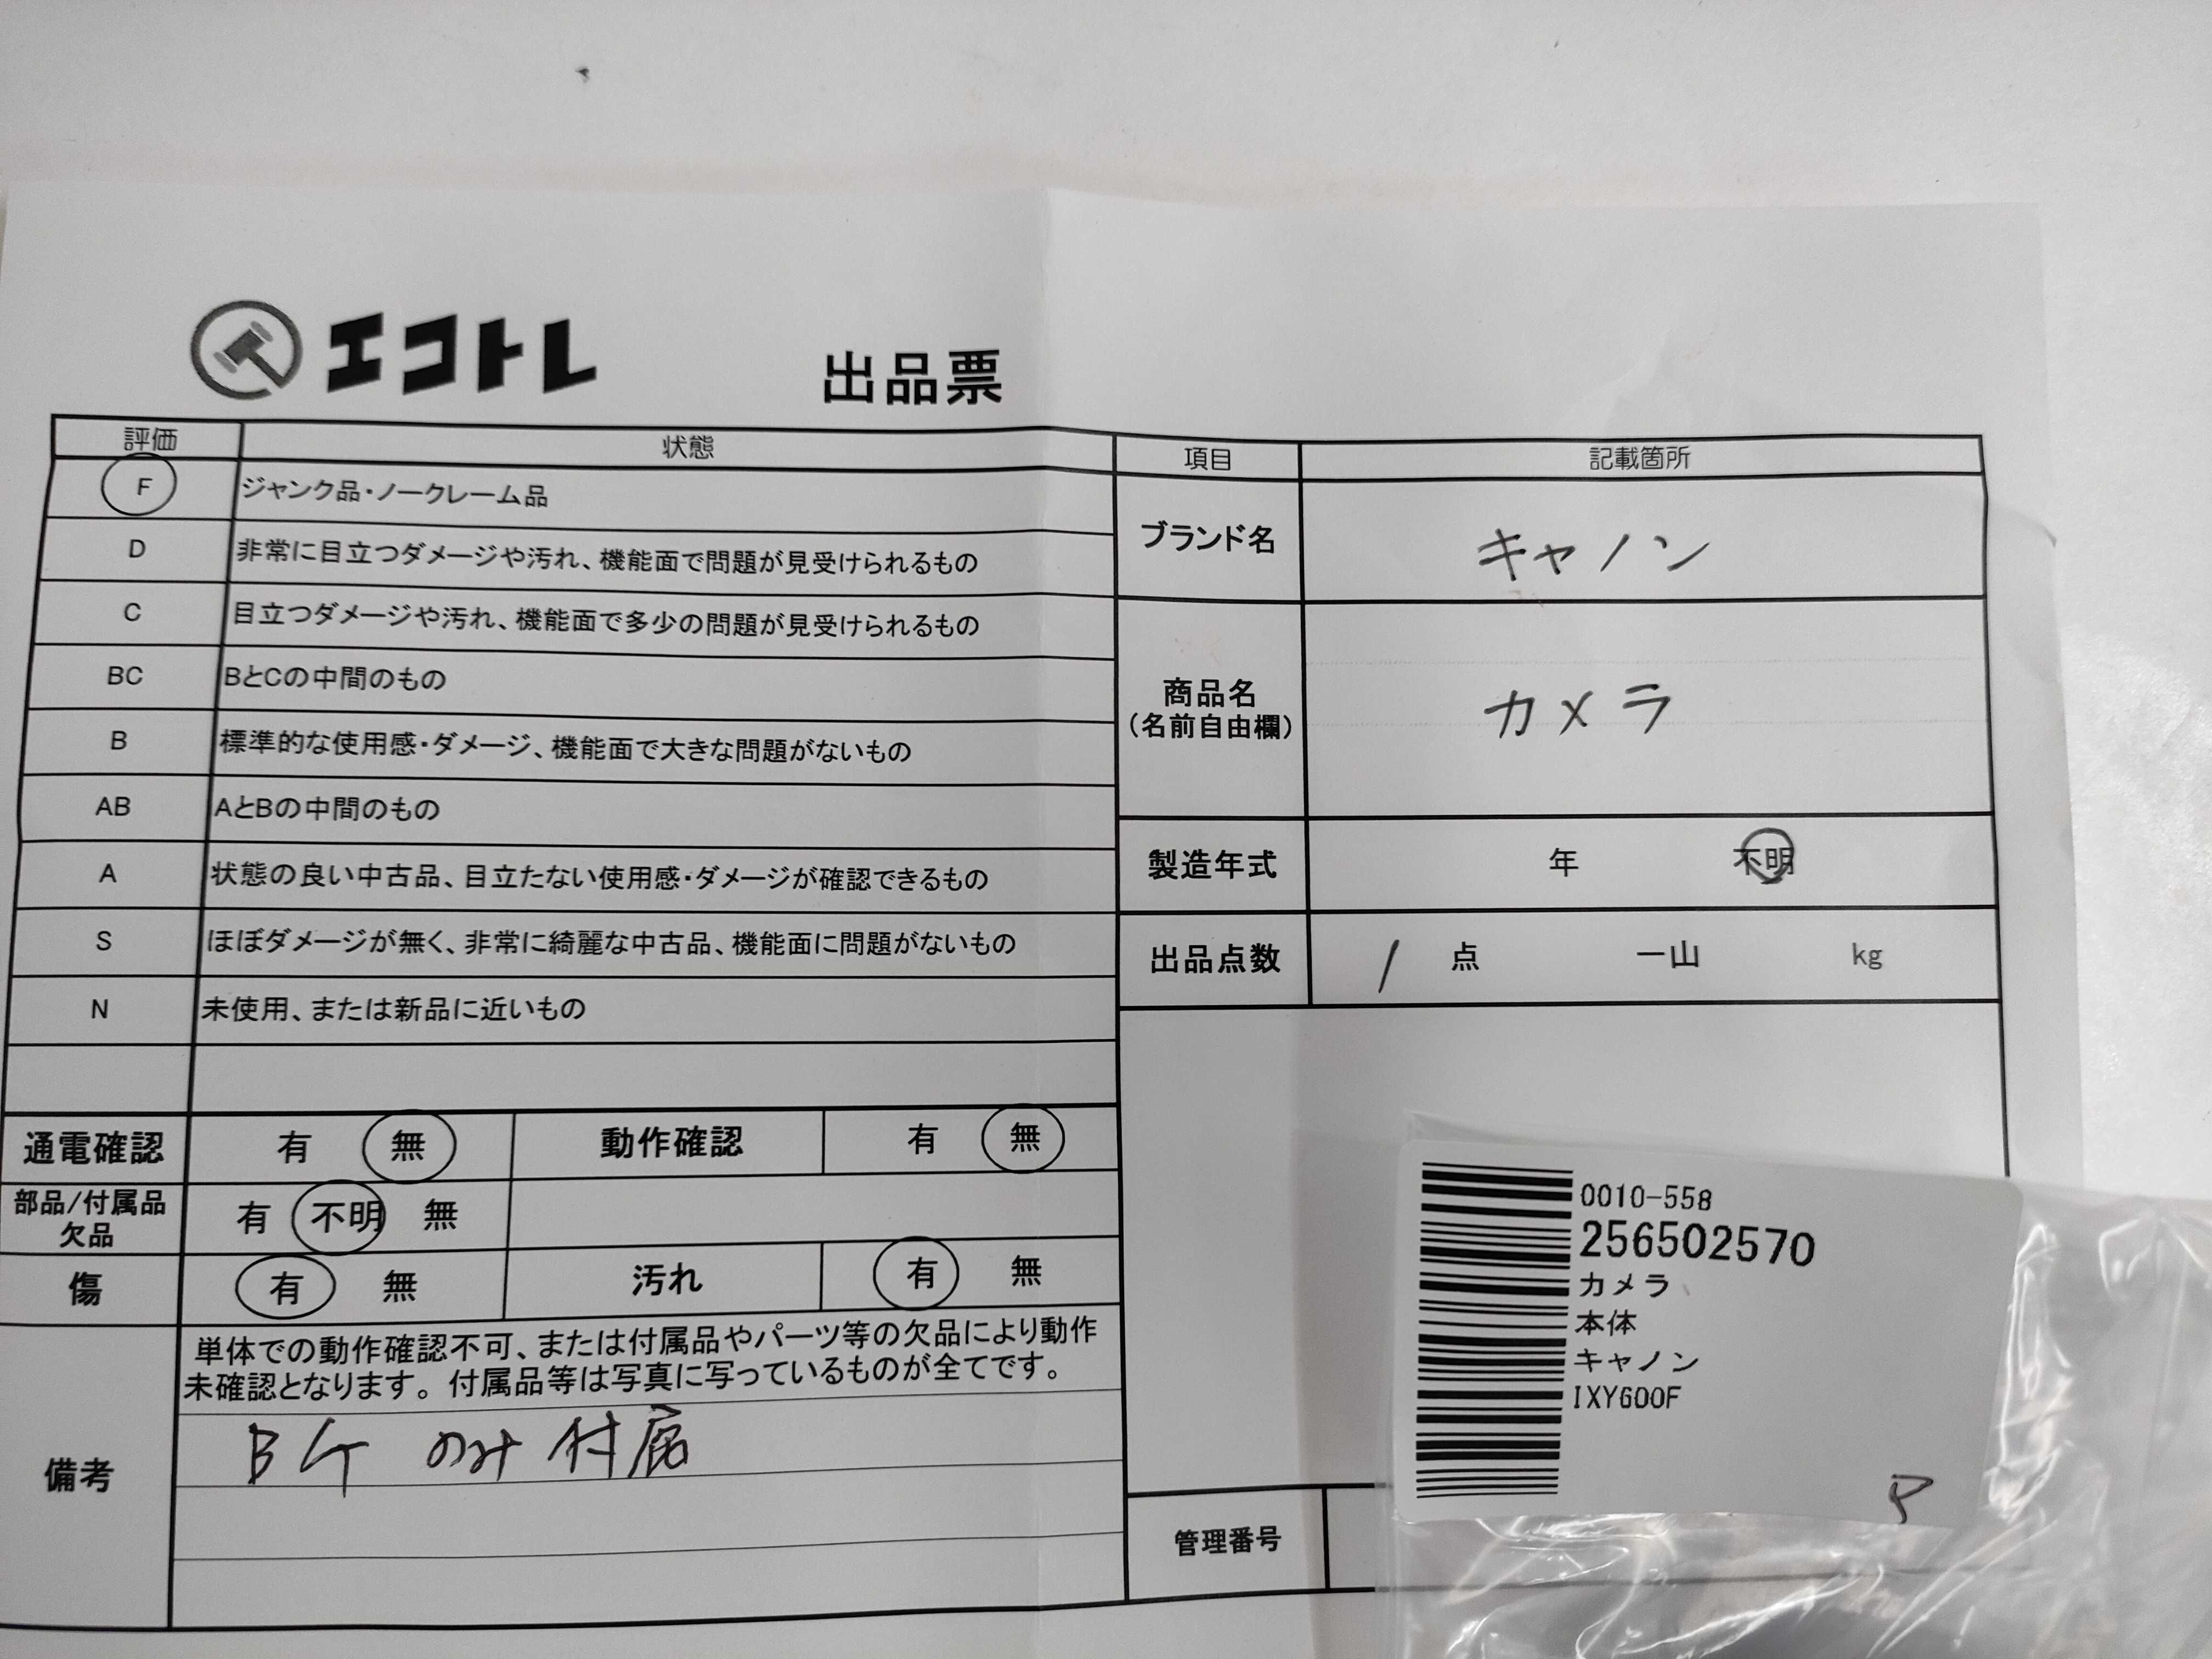 エコトレ 出品票
評価 状態
F ジャンク品・ノークレーム品
D 非常に目立つダメージや汚れ、機能面で問題が見受けられるもの
C 目立つダメージや汚れ、機能面で多少の問題が見受けられるもの
BC BとCの中間のもの
B 標準的な使用感・ダメージ、機能面で大きな問題がないもの
AB AとBの中間のもの
A 状態の良い中古品、目立たない使用感・ダメージが確認できるもの
S ほぼダメージが無く、非常に綺麗な中古品、機能面に問題がないもの
N 未使用、または新品に近いもの
通電確認 有 無 動作確認 有 無
部品/付属品
欠品 有 不明 無
傷 有 無 汚れ 有 無
備考
単体での動作確認不可、または付属品やパーツ等の欠品により動作
未確認となります。付属品等は写真に写っているものが全てです。
のみ付属
項目 記載箇所
ブランド名 キャノン
商品名
(名前自由欄) カメラ
製造年式 年 不明
出品点数 1 点 一山 kg
管理番号
0010-558
256502570
カメラ
本体
キャノン
IXY600F